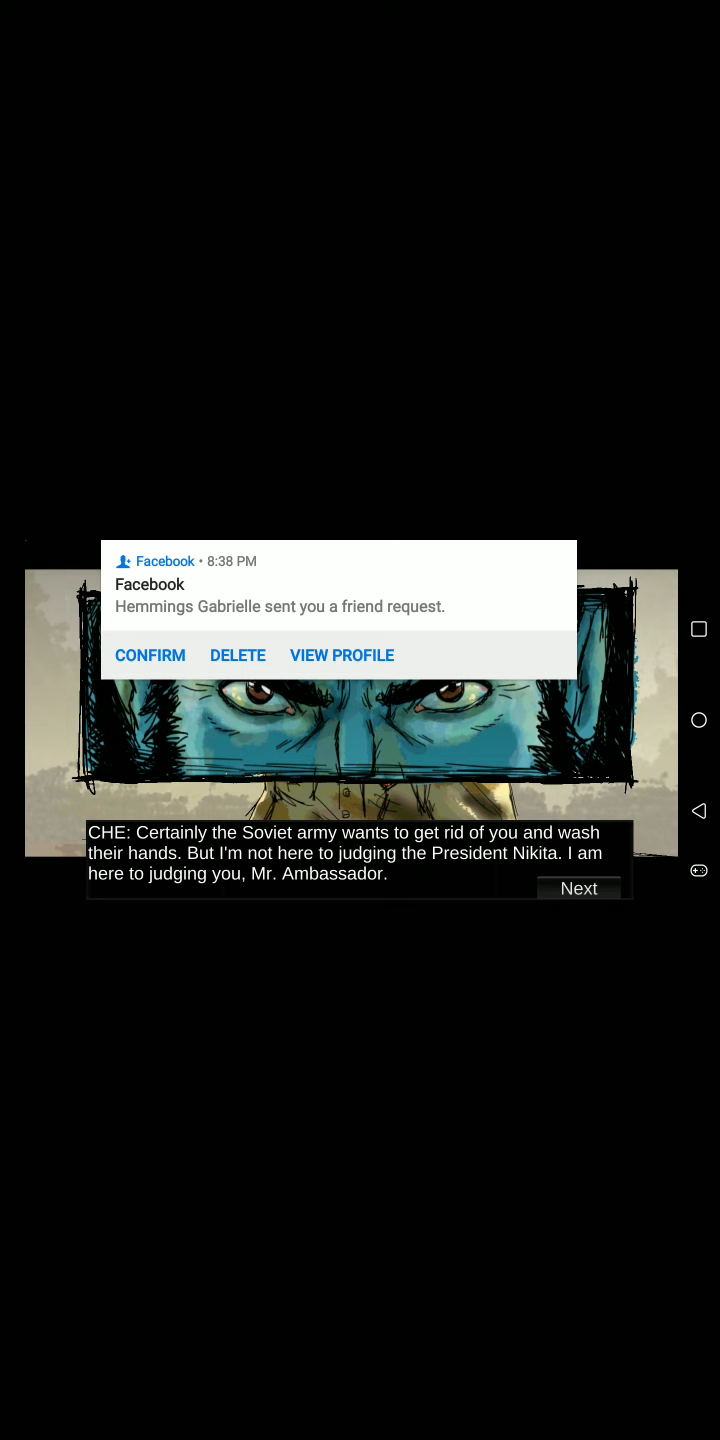 Facebook • 8:38 PM
Facebook
Hemmings Gabrielle sent you a friend request.
CONFIRM DELETE VIEW PROFILE
CHE: Certainly the Soviet army wants to get rid of you and wash
their hands. But I'm not here to judging the President Nikita. I am
here to judging you, Mr. Ambassador.
Next